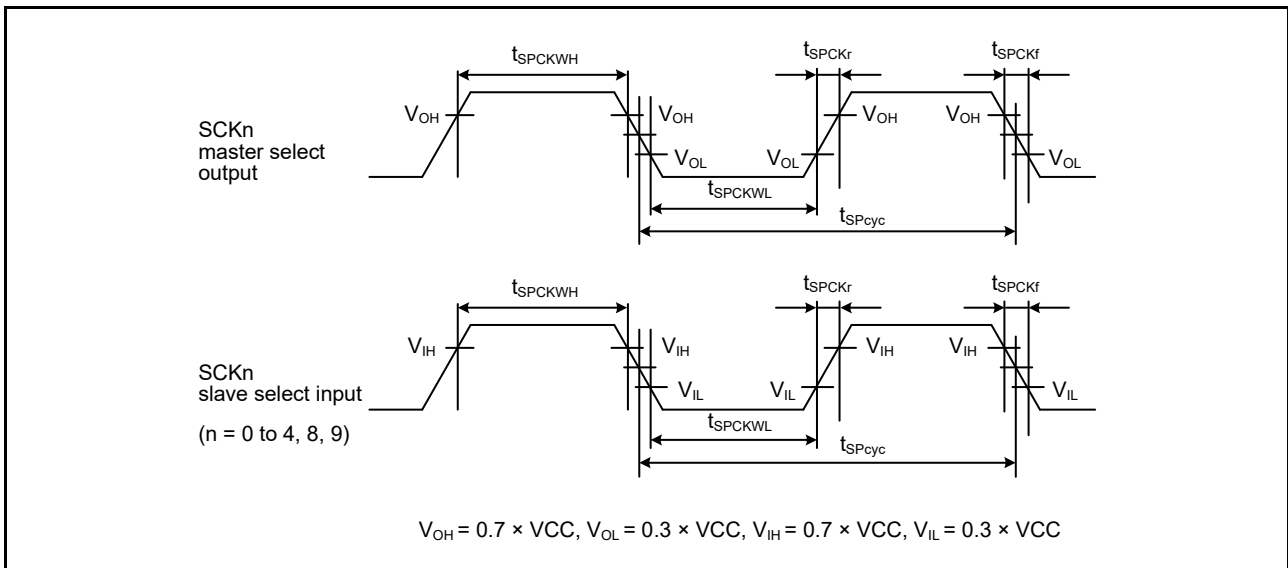 tSPCKWH
tSPCKr
tSPCKf
VOH
VOH
VOH
VOH
SCKn
master select
output
VOL
VOL
VOL
tSPCKWL
tSPcyc
tSPCKWH
tSPCKr
tSPCKf
VIH
VIH
VIH
VIH
SCKn
slave select input
(n = 0 to 4, 8, 9)
VIL
VIL
VIL
tSPCKWL
tSPcyc
VOH = 0.7 × VCC, VOL = 0.3 × VCC, VIH = 0.7 × VCC, VIL = 0.3 × VCC